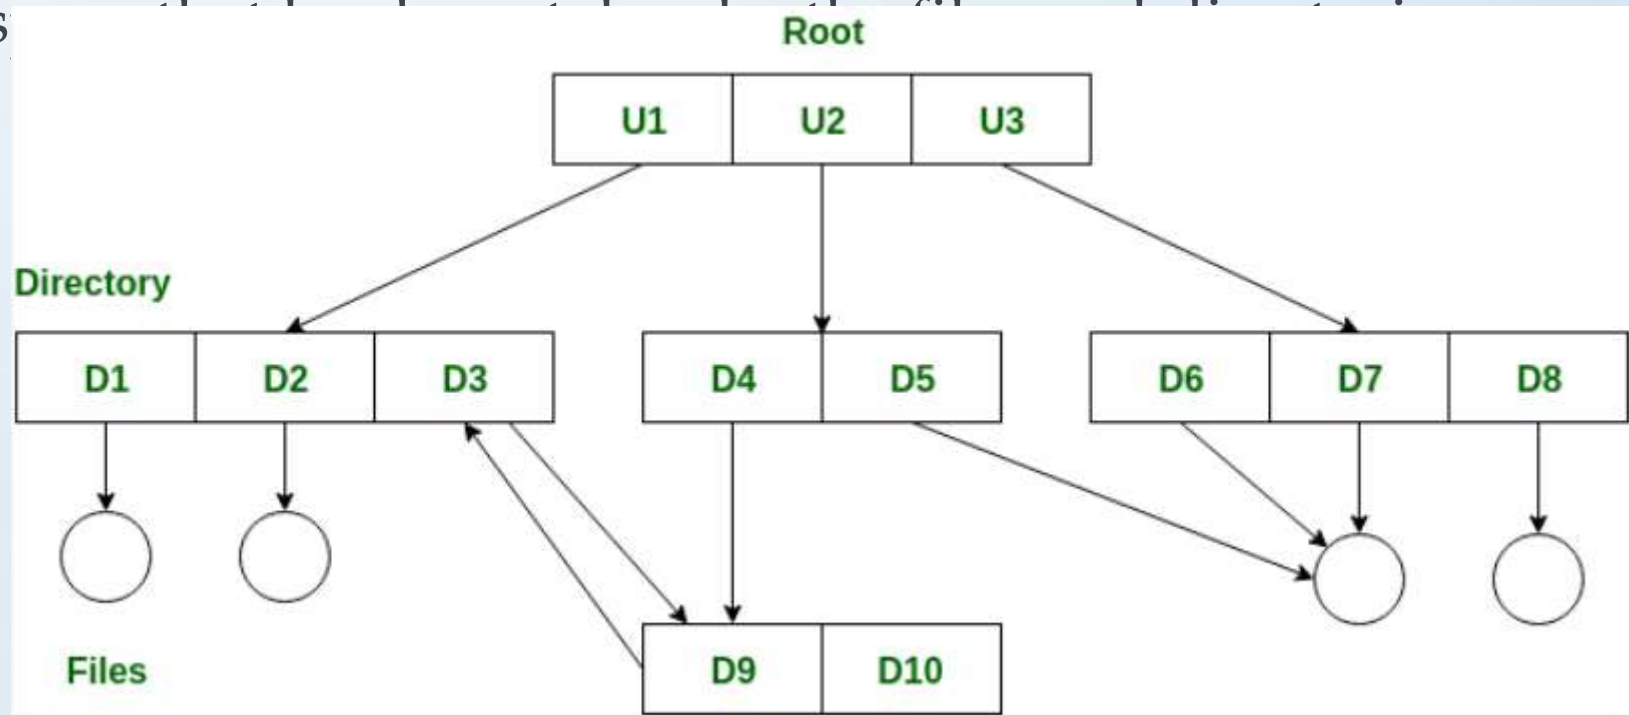 Root
U1 U2 U3
Directory
D1 D2 D3 D4 D5 D6 D7 D8
Files
D9 D10